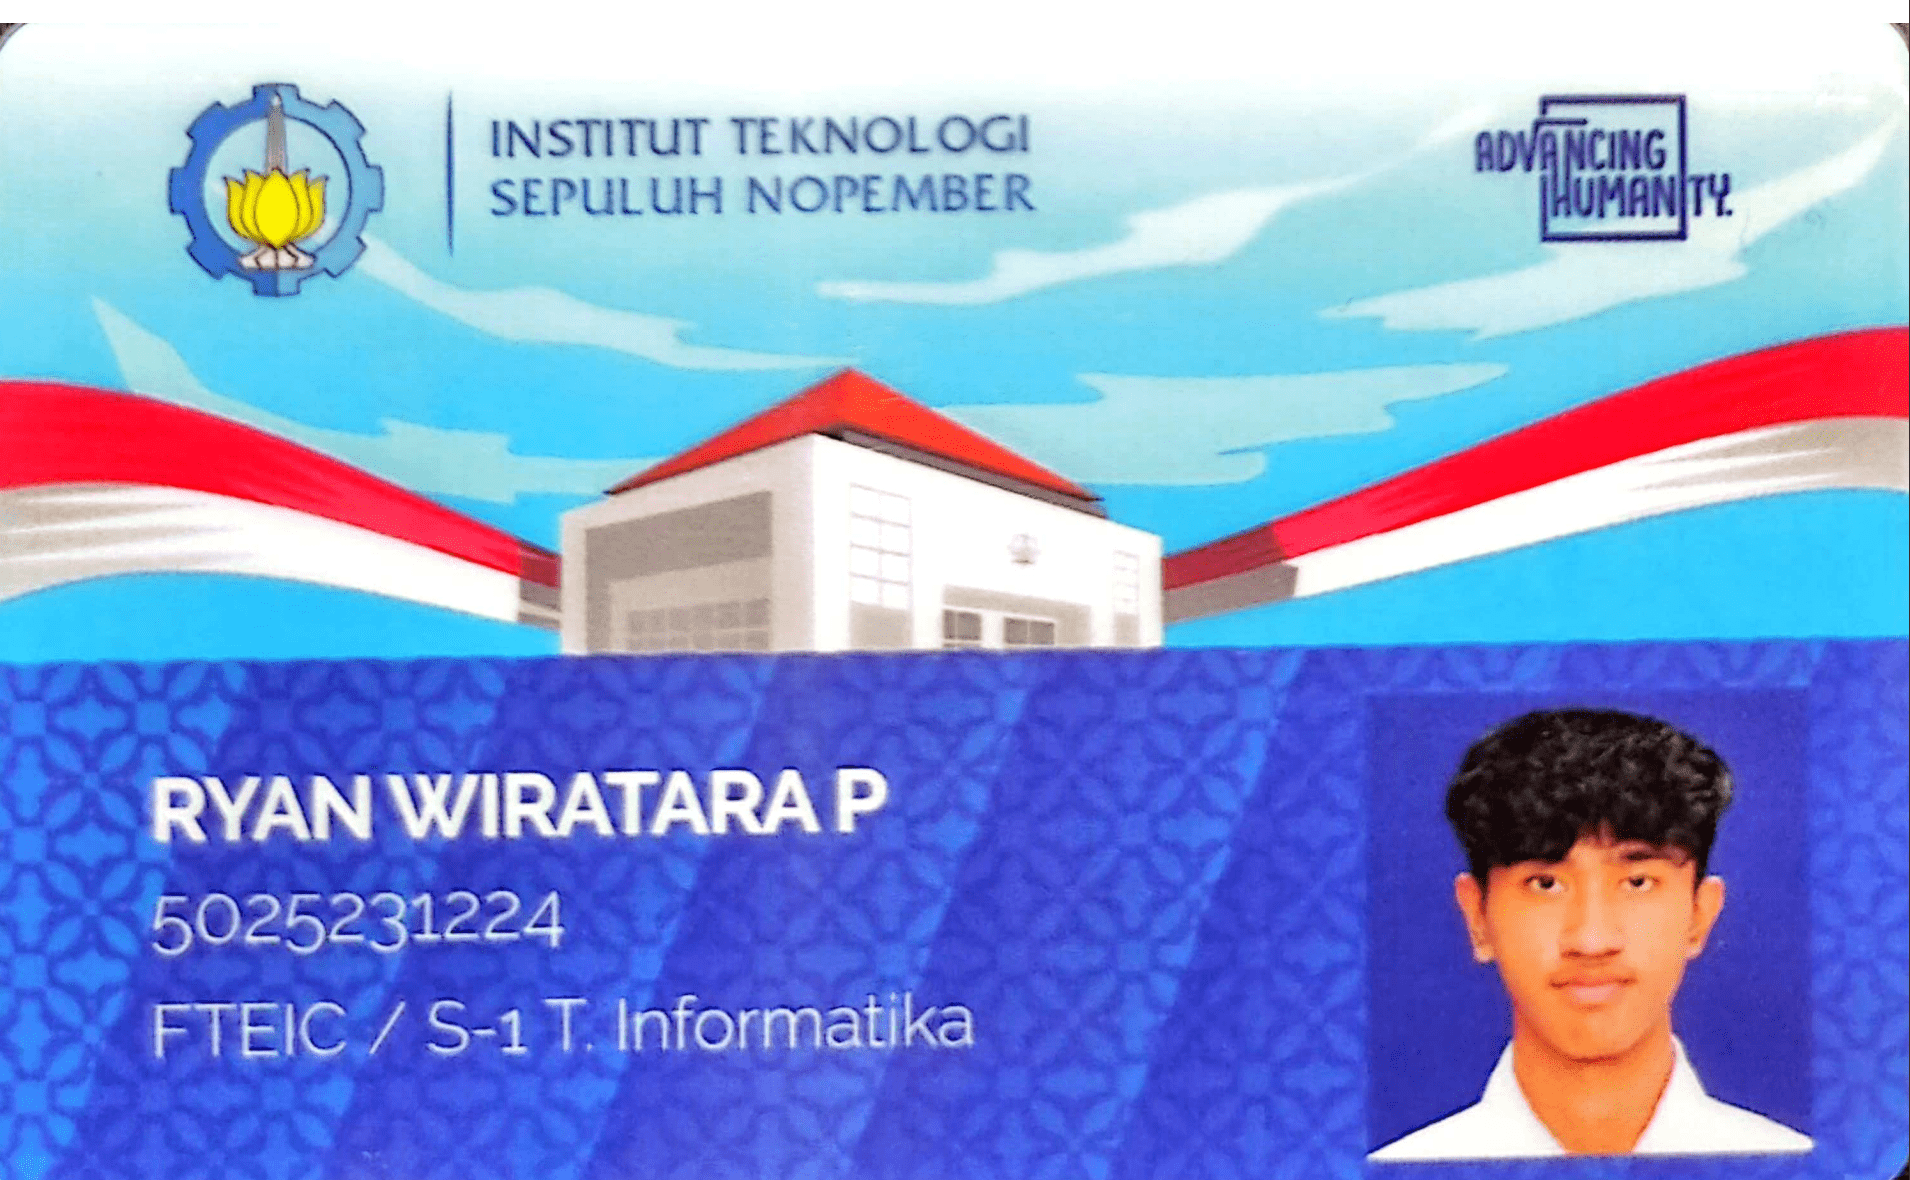 INSTITUT TEKNOLOGI
SEPULUH NOPEMBER
ADVANCING
HUMANITY.
RYAN WIRATARA P
5025231224
FTEIC / S-1 T. Informatika